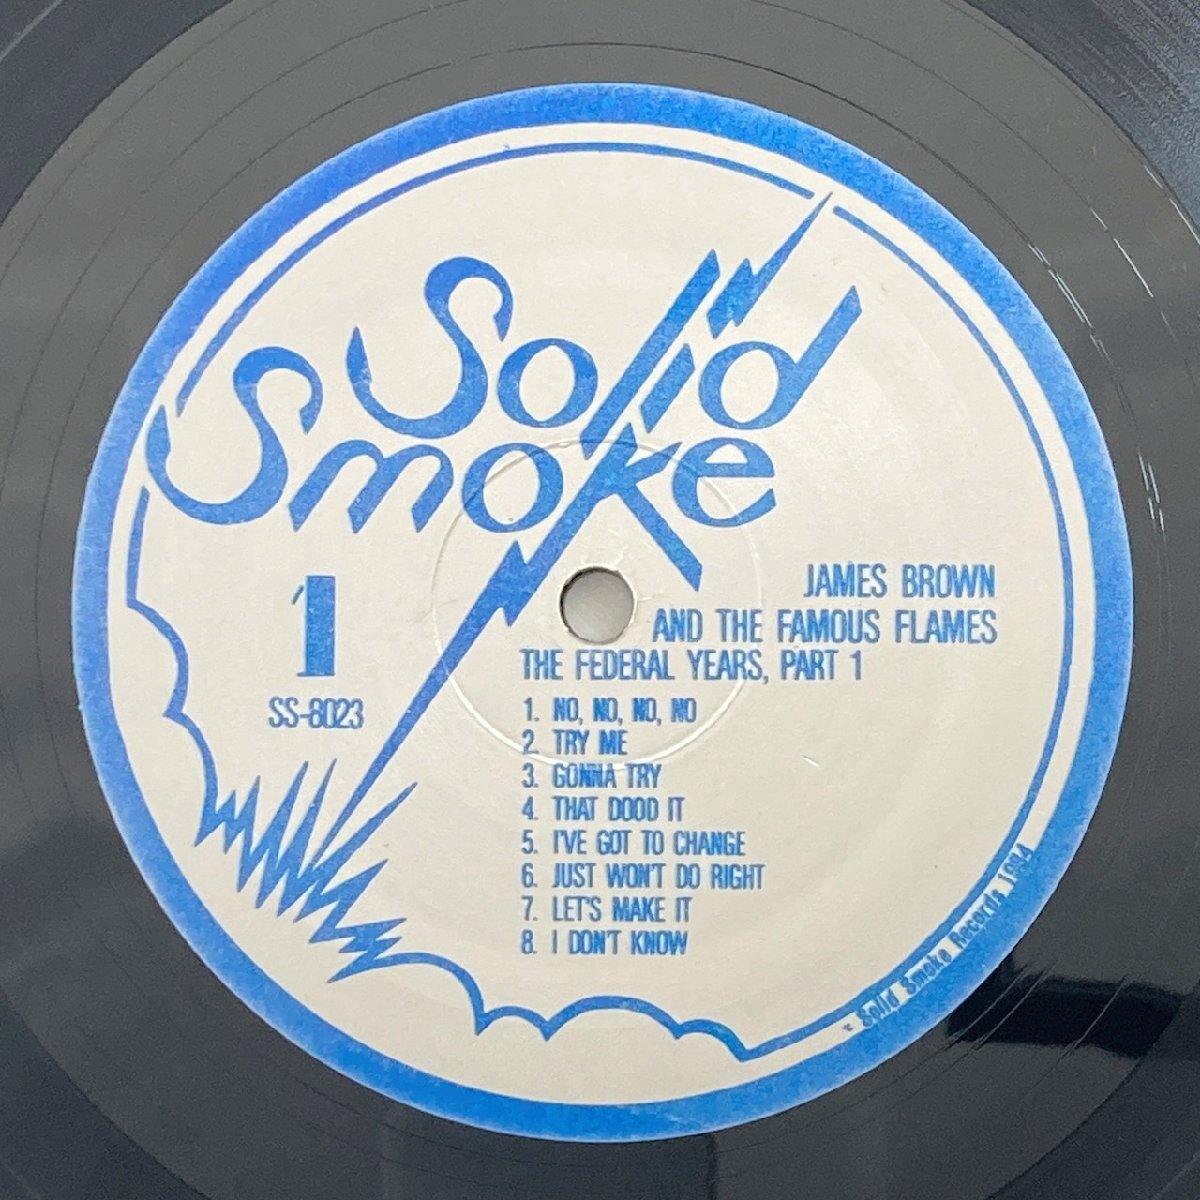 Solid
Smoke
1
SS-8023
JAMES BROWN
AND THE FAMOUS FLAMES
THE FEDERAL YEARS, PART 1
1. NO, NO, NO, NO
2. TRY ME
3. GONNA TRY
4. THAT DOOD IT
5. I'VE GOT TO CHANGE
6. JUST WON'T DO RIGHT
7. LET'S MAKE IT
8. I DON'T KNOW
c Solid Smoke Records 1984